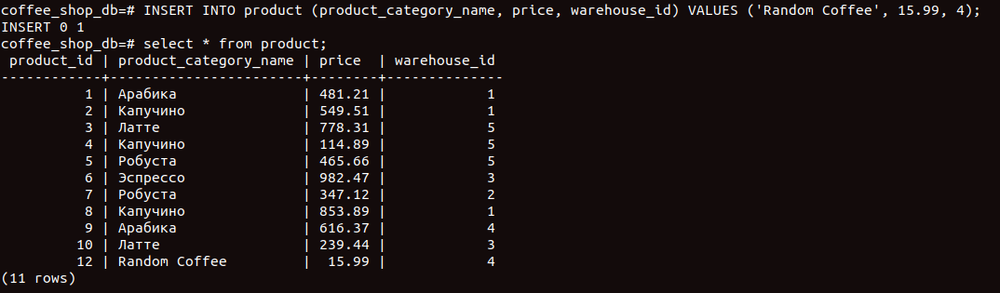 coffee_shop_db=# INSERT INTO product (product_category_name, price, warehouse_id) VALUES ('Random Coffee', 15.99, 4);
INSERT 0 1
coffee_shop_db=# select * from product;
 product_id | product_category_name | price  | warehouse_id
------------+-----------------------+--------+--------------
          1 | Арабика               | 481.21 |            1
          2 | Капучино              | 549.51 |            1
          3 | Латте                 | 778.31 |            5
          4 | Капучино              | 114.89 |            5
          5 | Робуста               | 465.66 |            5
          6 | Эспрессо              | 982.47 |            3
          7 | Робуста               | 347.12 |            2
          8 | Капучино              | 853.89 |            1
          9 | Арабика               | 616.37 |            4
         10 | Латте                 | 239.44 |            3
         12 | Random Coffee         |  15.99 |            4
(11 rows)